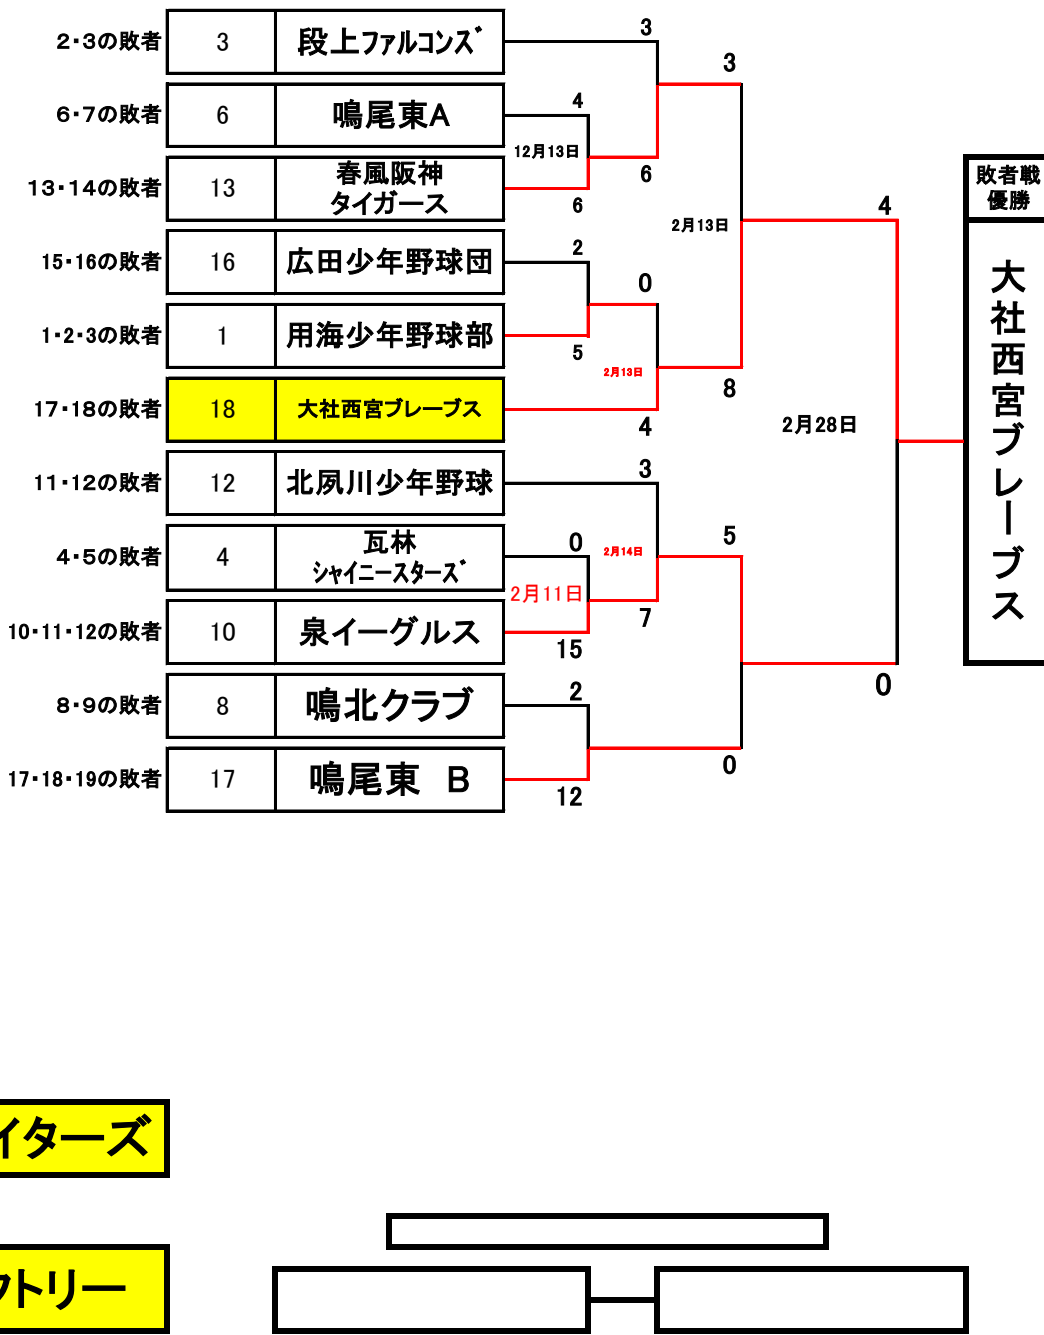 2・3の敗者 3 段上ファルコンズ 3
3
6・7の敗者 6 鳴尾東A 4
12月13日
13・14の敗者 13 春風阪神
タイガース 6
6
敗者戦
優勝
4
2月13日
15・16の敗者 16 広田少年野球団 2
0
1・2・3の敗者 1 用海少年野球部 5
2月13日
8
17・18の敗者 18 大社西宮ブレーブス 4
2月28日
大社西宮ブレーブス
11・12の敗者 12 北夙川少年野球 3
5
4・5の敗者 4 瓦林
シャイニースターズ 0
2月14日
2月11日
10・11・12の敗者 10 泉イーグルス 15
7
0
8・9の敗者 8 鳴北クラブ 2
0
17・18・19の敗者 17 鳴尾東 B 12
イターズ
クトリー